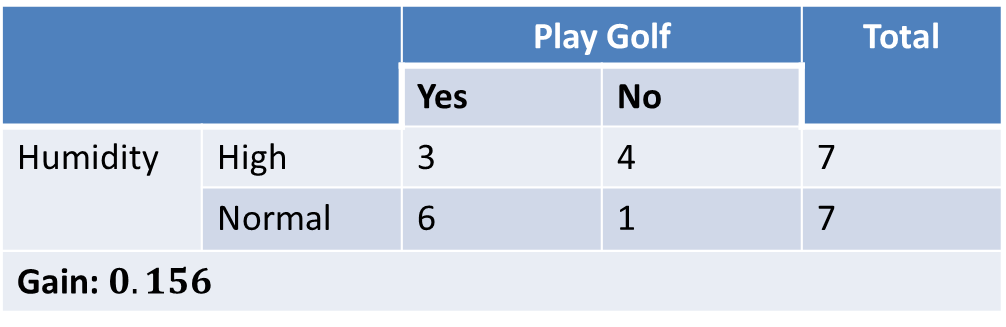 Play Golf Total
Yes No
Humidity High 3 4 7
Normal 6 1 7
Gain: 0.156